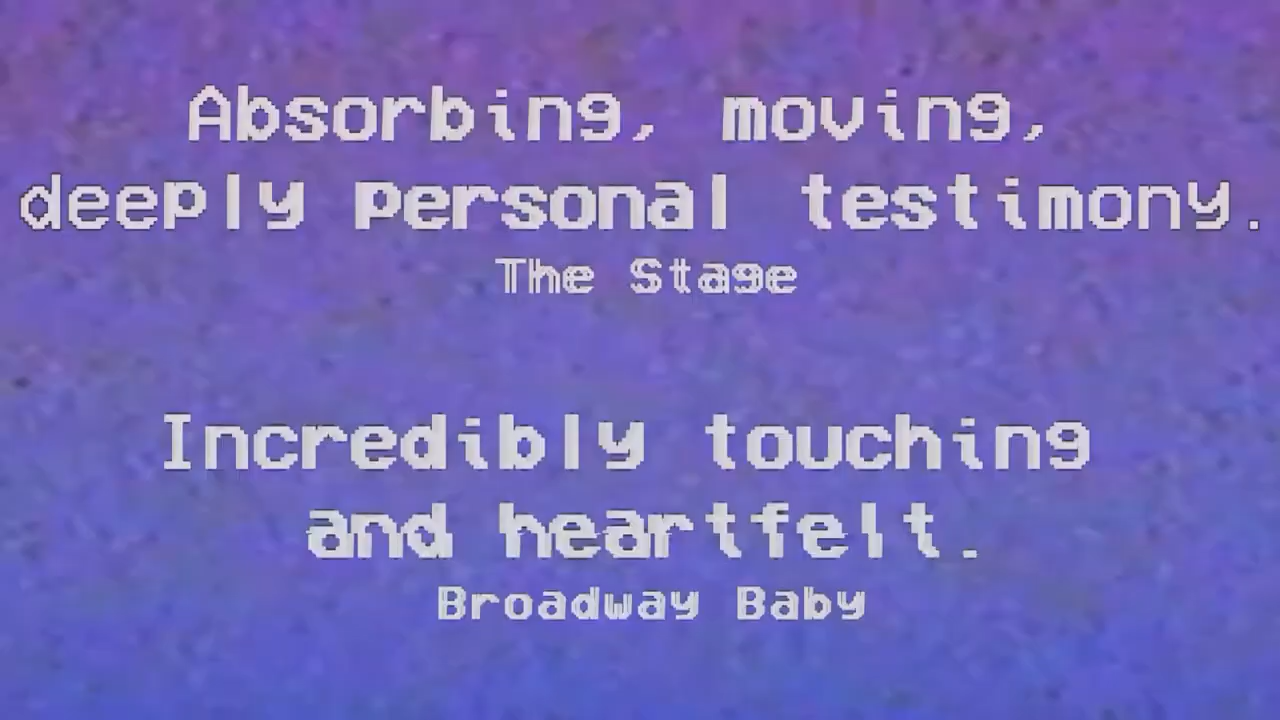 Absorbing, moving,
deeply personal testimony.
The Stage
Incredibly touching
and heartfelt.
Broadway Baby